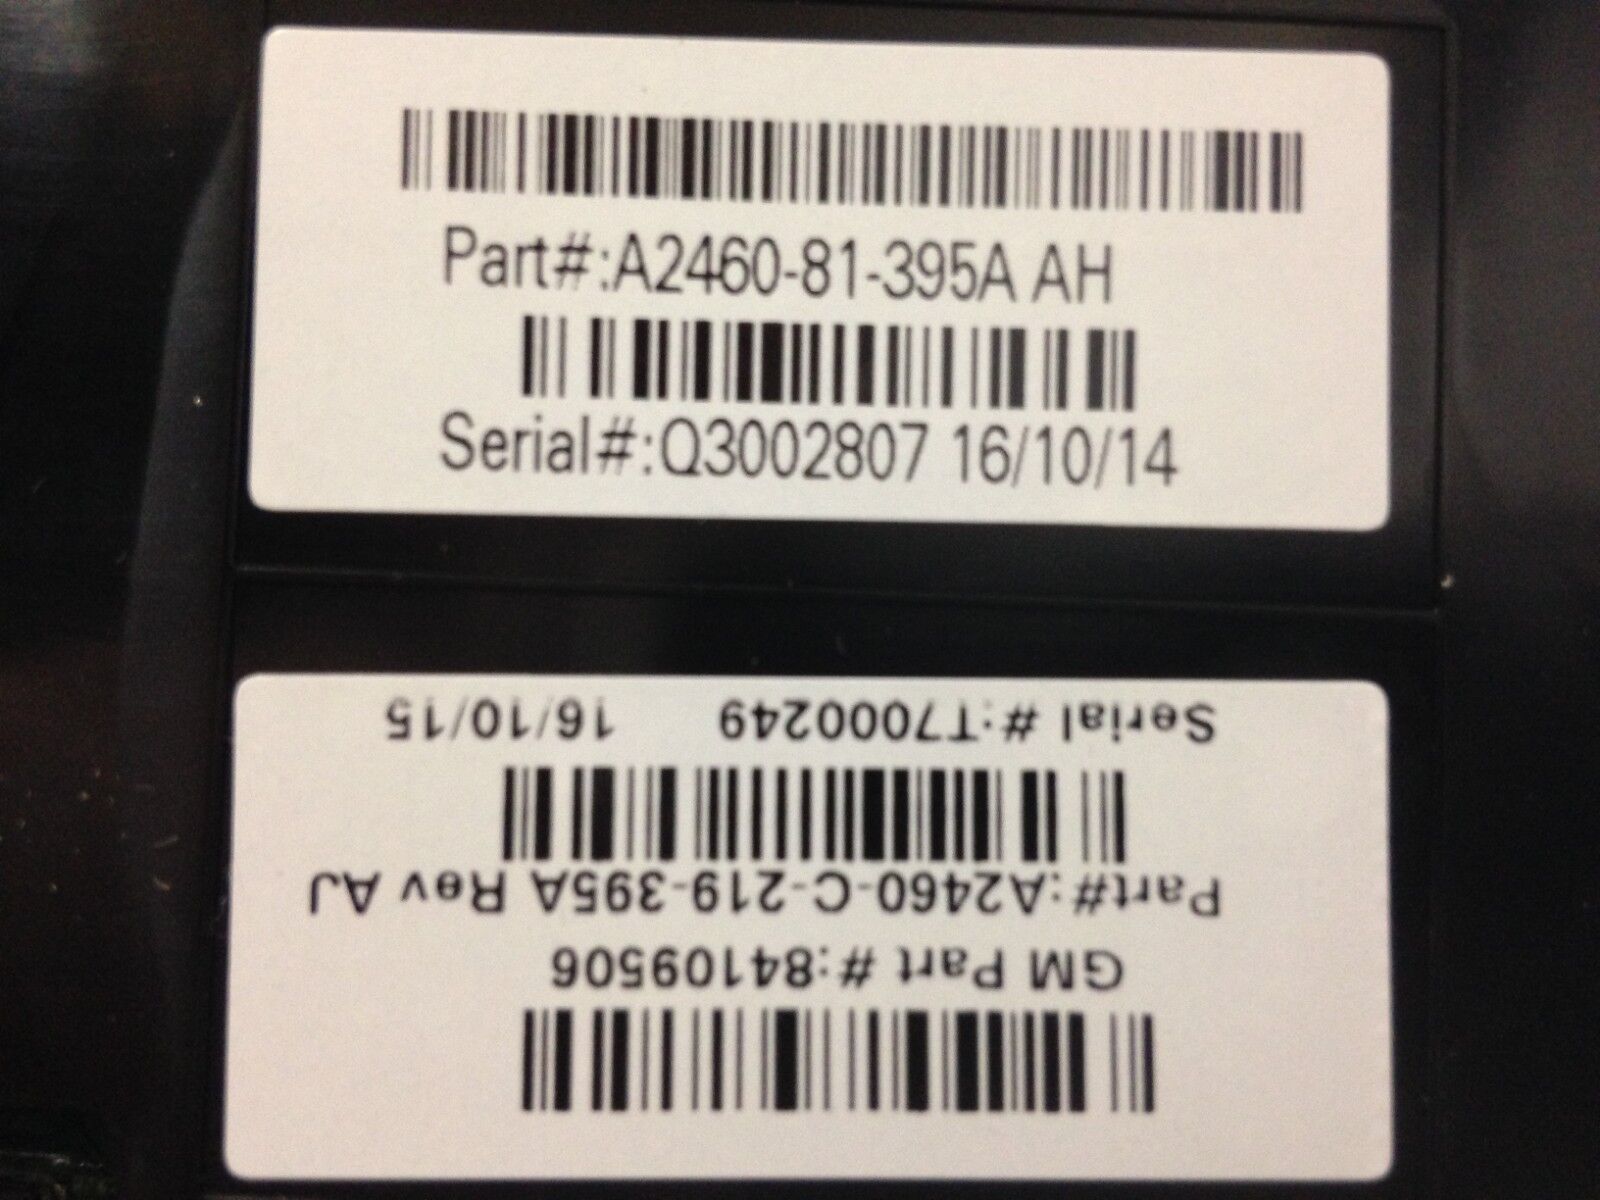 Part#:A2460-81-395A AH
Serial#:Q3002807 16/10/14
GM Part #:84109506
Part#:A2460-C-219-395A Rev AJ
Serial #:T7000249 16/10/15